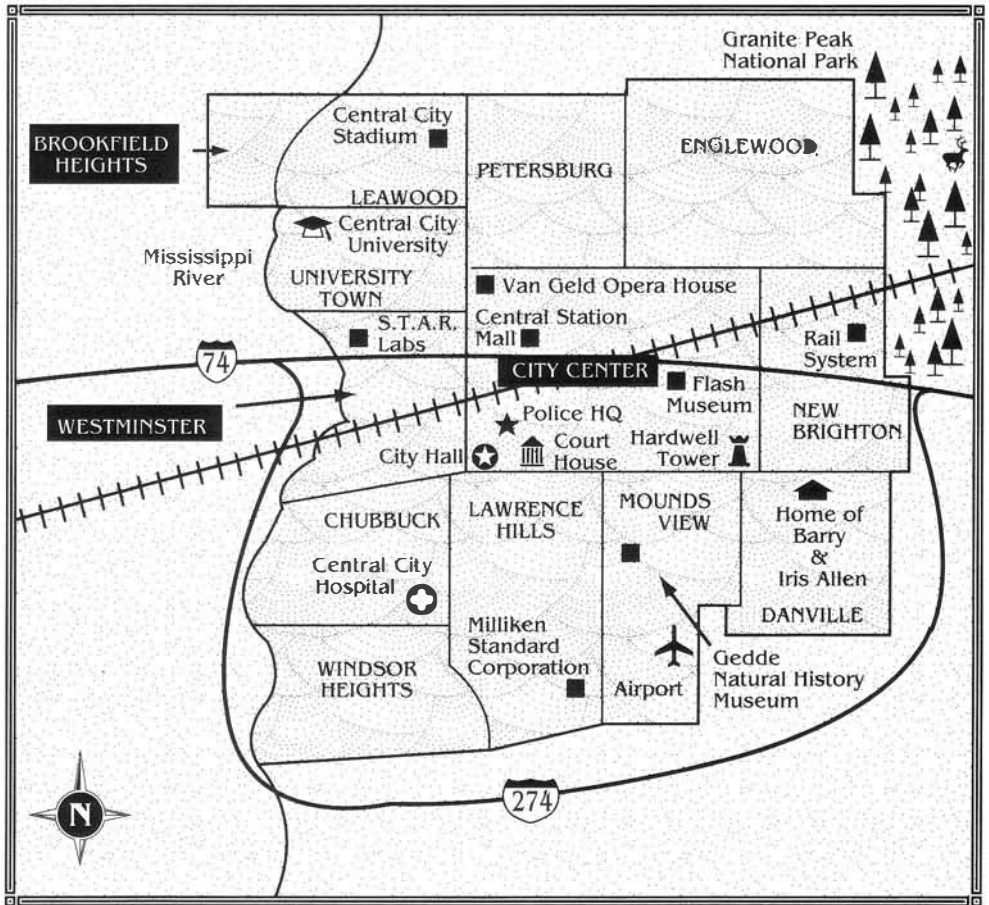 Granite Peak
National Park
Central City
Stadium
BROOKFIELD
HEIGHTS
ENGLEWOOD
PETERSBURG
LEAWOOD
Central City
University
Mississippi
River
UNIVERSITY
TOWN
Van Geld Opera House
S.T.A.R.
Labs
Central Station
Mall
Rail
System
74
CITY CENTER
Flash
Museum
WESTMINSTER
Police HQ
NEW
BRIGHTON
City Hall
Court
House
Hardwell
Tower
CHUBBUCK
LAWRENCE
HILLS
MOUNDS
VIEW
Home of
Barry
&
Iris Allen
Central City
Hospital
DANVILLE
Milliken
Standard
Corporation
WINDSOR
HEIGHTS
Airport
Gedde
Natural History
Museum
274
N